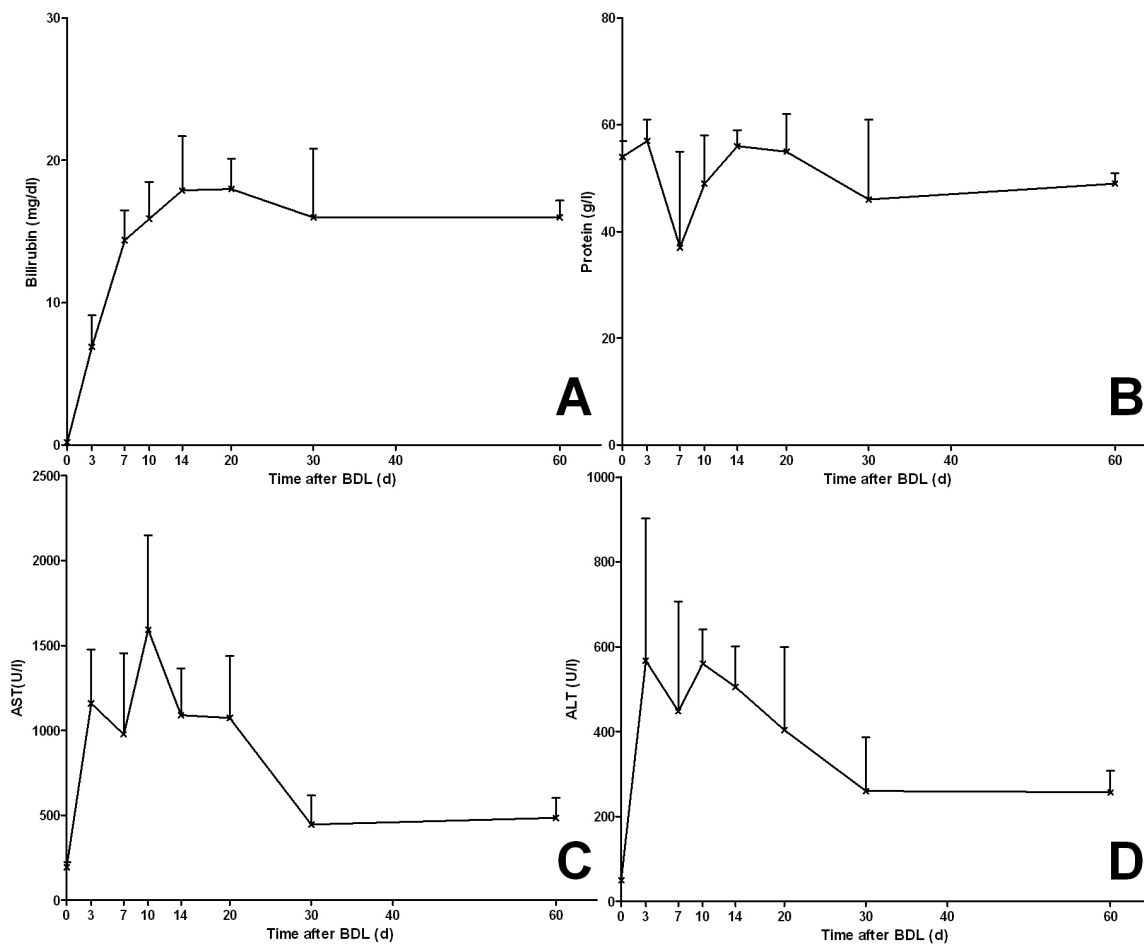 30
20
10
0
Bilirubin (mg/dl)
0 3 7 10 14 20 30 40 60
Time after BDL (d)
A
80
60
40
20
0
Protein (g/l)
0 3 7 10 14 20 30 40 60
Time after BDL (d)
B
2500
2000
1500
1000
500
0
AST(U/l)
0 3 7 10 14 20 30 40 60
Time after BDL (d)
C
1000
800
600
400
200
0
ALT (U/l)
0 3 7 10 14 20 30 40 60
Time after BDL (d)
D